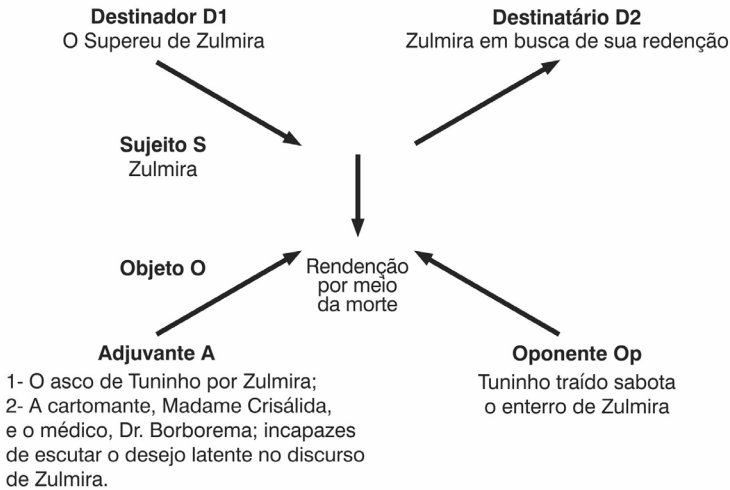 Destinador D1
O Supereu de Zulmira
Destinatário D2
Zulmira em busca de sua redenção
Sujeito S
Zulmira
Objeto O
Rendenção
por meio
da morte
Adjuvante A
1- O asco de Tuninho por Zulmira;
2- A cartomante, Madame Crisálida,
e o médico, Dr. Borborema; incapazes
de escutar o desejo latente no discurso
de Zulmira.
Oponente Op
Tuninho traído sabota
o enterro de Zulmira